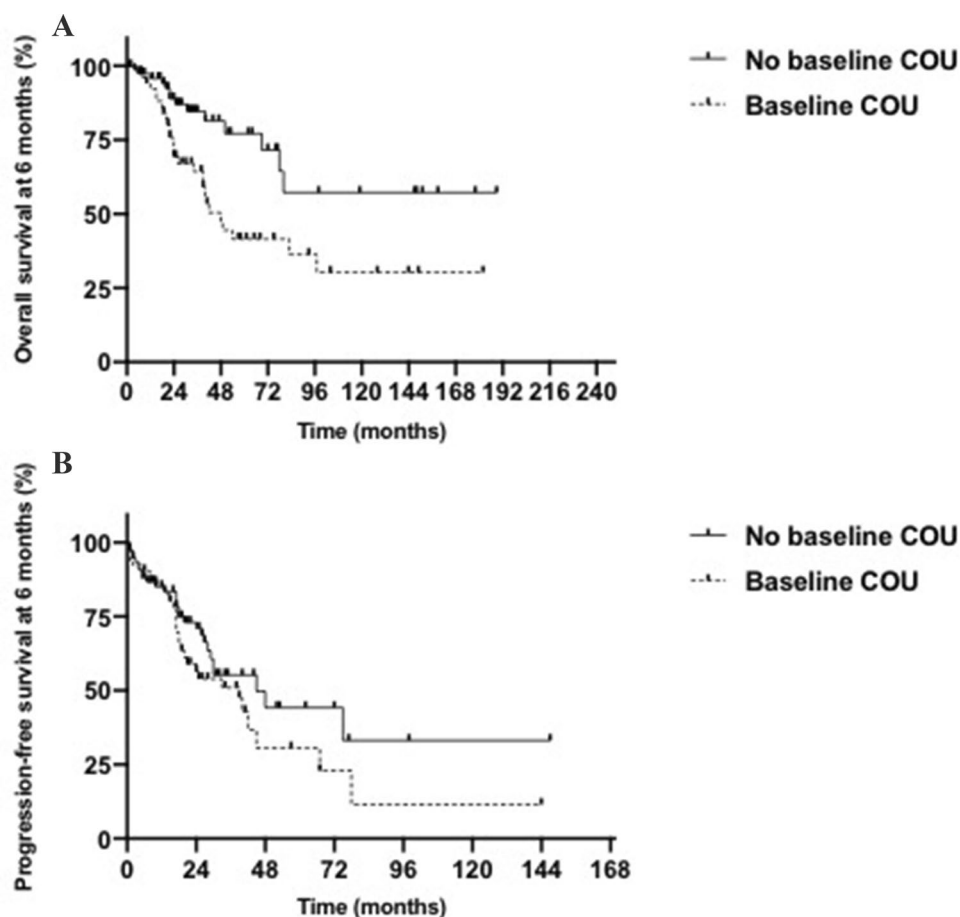 A
Overall survival at 6 months (%)
100
75
50
25
0
0 24 48 72 96 120 144 168 192 216 240
Time (months)
No baseline COU
Baseline COU
B
Progression-free survival at 6 months (%)
100
75
50
25
0
0 24 48 72 96 120 144 168
Time (months)
No baseline COU
Baseline COU